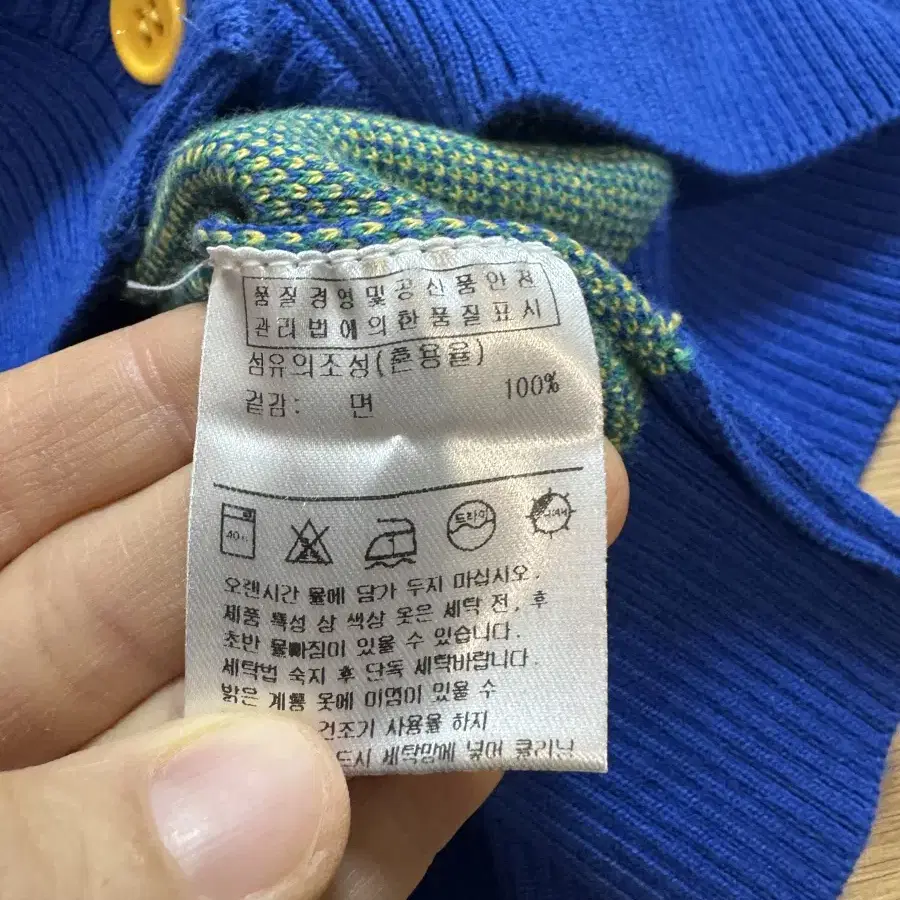 품질경영및공산품안전
관리법에의한품질표시
섬유의조성(혼용율)
겉감: 면 100%
40℃ 드라이
오랜시간 물에 담가 두지 마십시오.
제품 특성 상 색상 옷은 세탁 전, 후
초반 물빠짐이 있을 수 있습니다.
세탁법 숙지 후 단독 세탁바랍니다.
밝은 계통 옷에 이염이 있을 수
건조기 사용을 하지
드시 세탁망에 넣어 클리닝